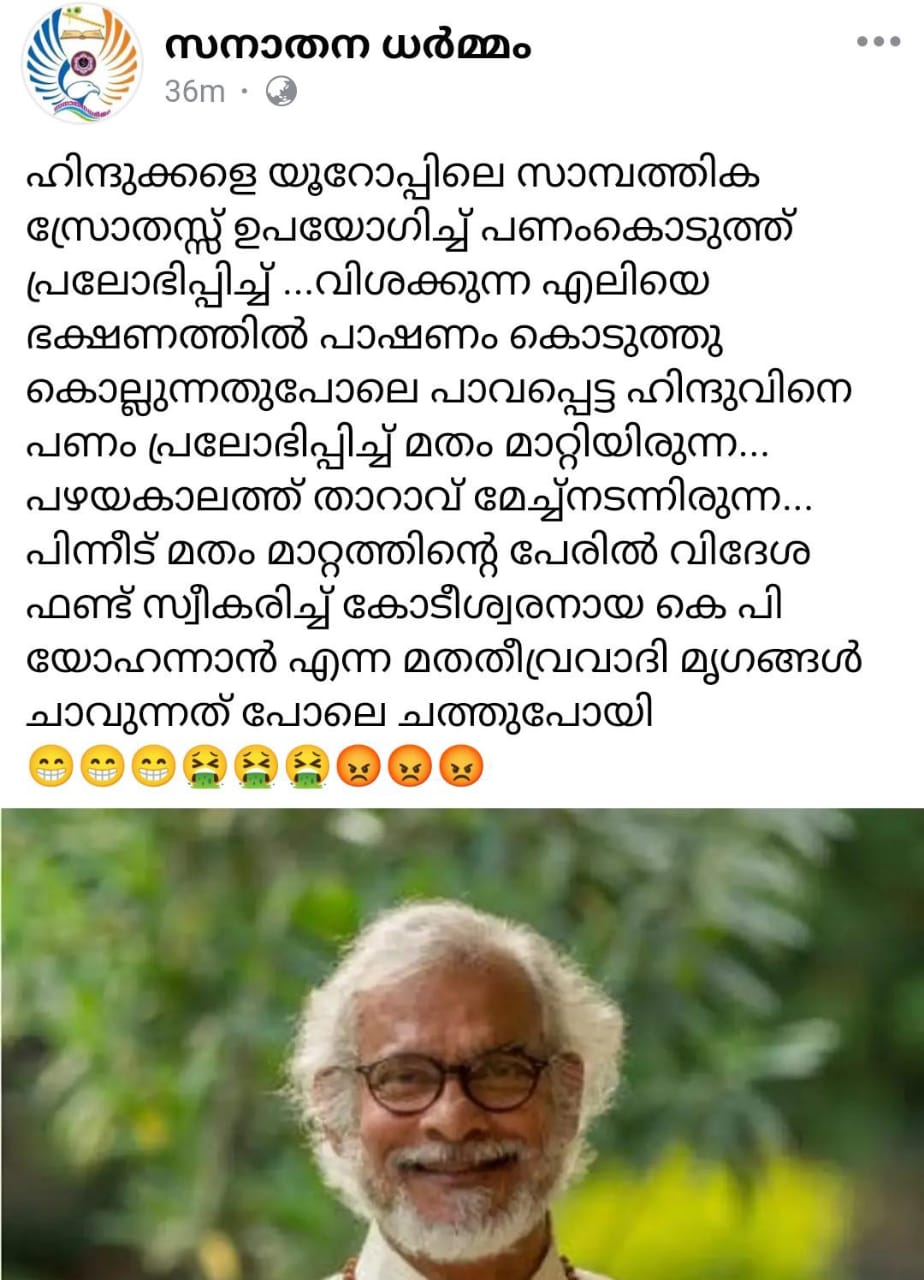 സനാതന ധർമ്മം
36m ·
ഹിന്ദുക്കളെ യൂറോപ്പിലെ സാമ്പത്തിക
സ്രോതസ്സ് ഉപയോഗിച്ച് പണംകൊടുത്ത്
പ്രലോഭിപ്പിച്ച് ...വിശക്കുന്ന എലിയെ
ഭക്ഷണത്തിൽ പാഷണം കൊടുത്തു
കൊല്ലുന്നതുപോലെ പാവപ്പെട്ട ഹിന്ദുവിനെ
പണം പ്രലോഭിപ്പിച്ച് മതം മാറ്റിയിരുന്ന...
പഴയകാലത്ത് താറാവ് മേച്ച്നടന്നിരുന്ന...
പിന്നീട് മതം മാറ്റത്തിന്റെ പേരിൽ വിദേശ
ഫണ്ട് സ്വീകരിച്ച് കോടീശ്വരനായ കെ പി
യോഹന്നാൻ എന്ന മതതീവ്രവാദി മൃഗങ്ങൾ
ചാവുന്നത് പോലെ ചത്തുപോയി
😁😁😁🤮🤮🤮😡😡😡